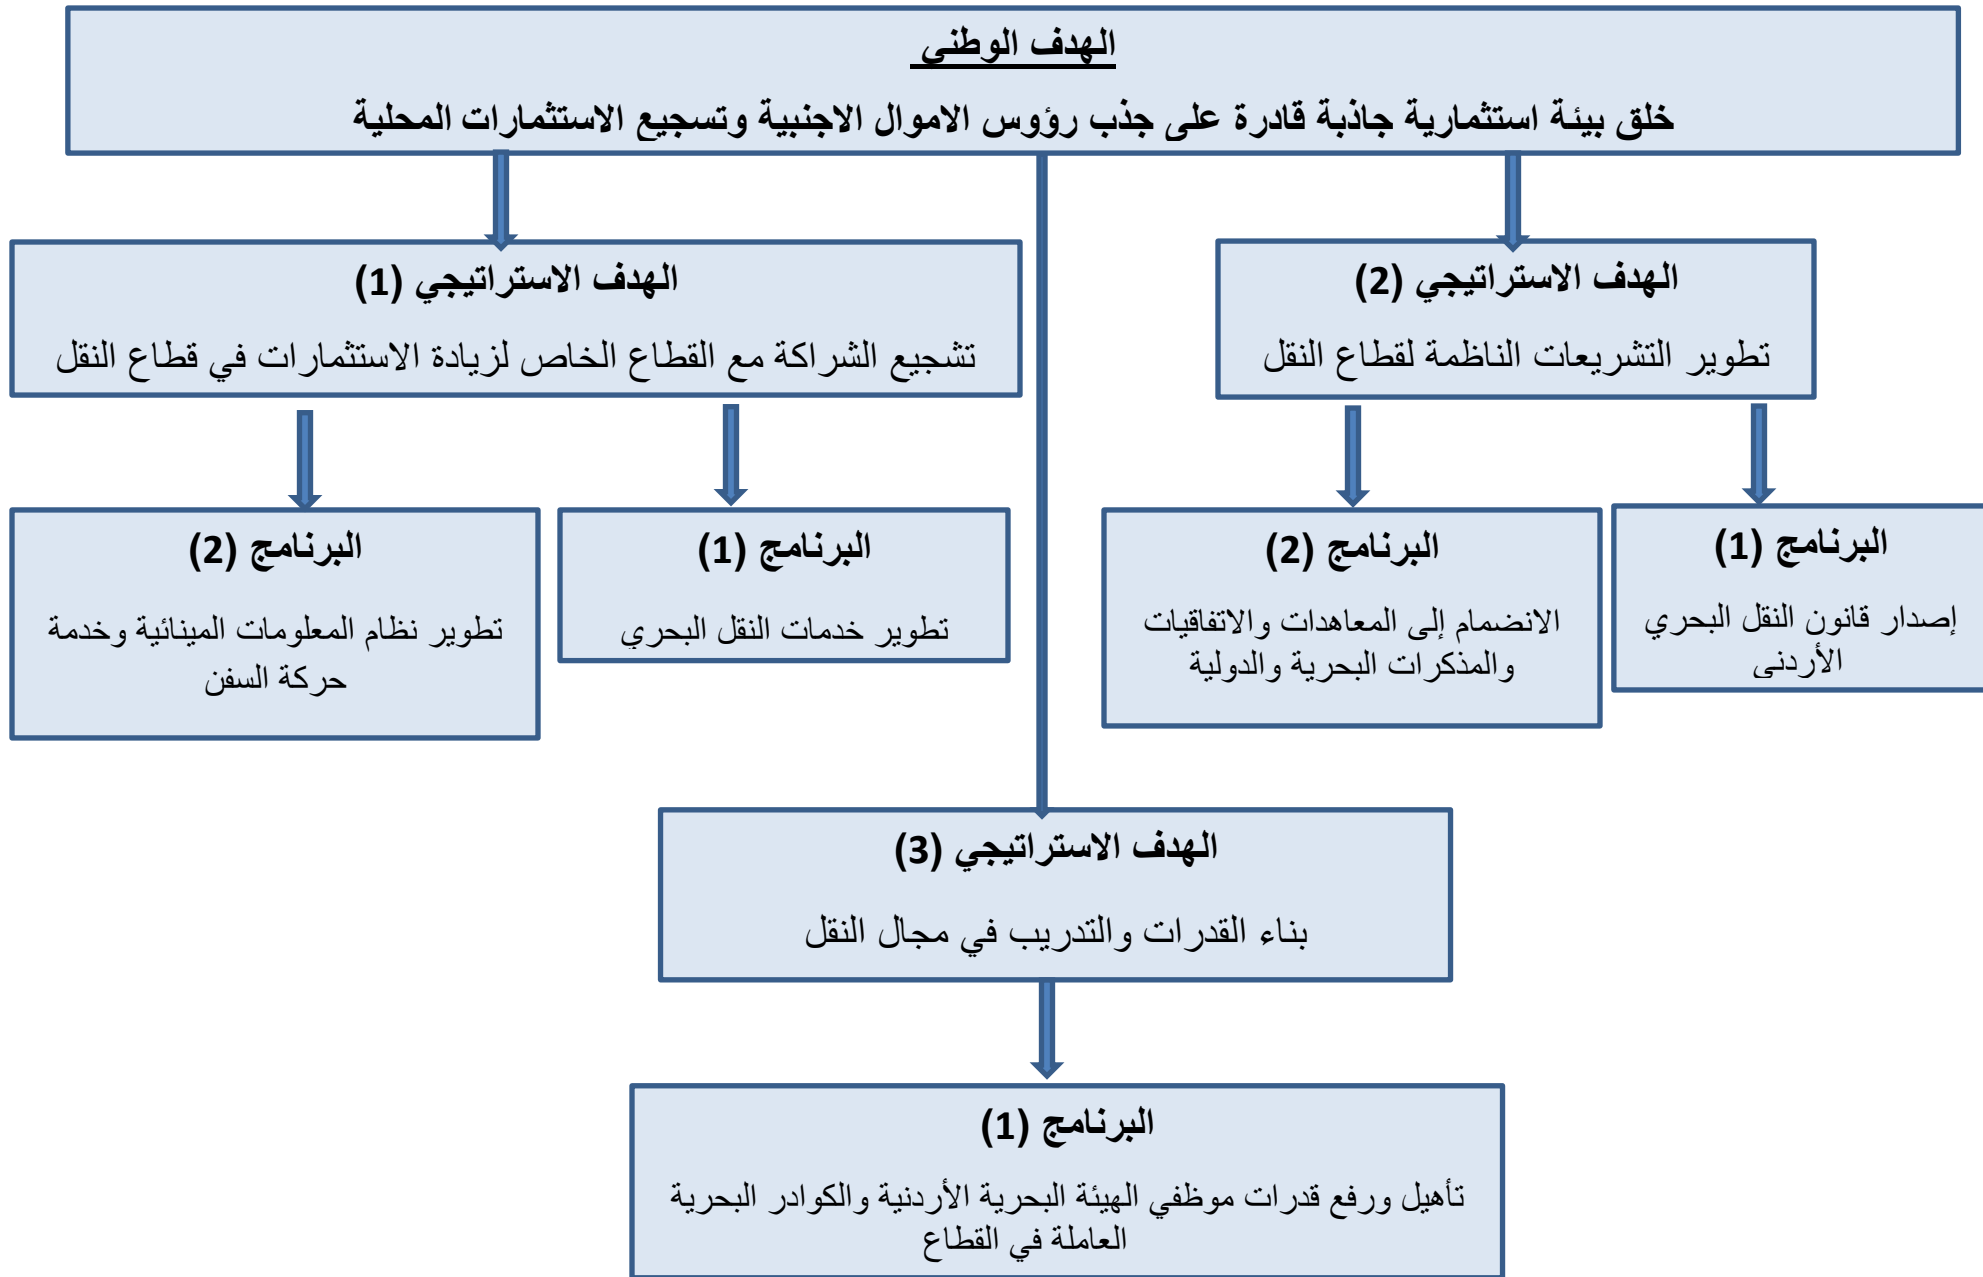 الهدف الوطني
خلق بيئة استثمارية جاذبة قادرة على جذب رؤوس الاموال الاجنبية وتسجيع الاستثمارات المحلية
الهدف الاستراتيجي (2)
تطوير التشريعات الناظمة لقطاع النقل
الهدف الاستراتيجي (1)
تشجيع الشراكة مع القطاع الخاص لزيادة الاستثمارات في قطاع النقل
البرنامج (1)
إصدار قانون النقل البحري
الأردني
البرنامج (2)
الانضمام إلى المعاهدات والاتفاقيات
والمذكرات البحرية والدولية
البرنامج (1)
تطوير خدمات النقل البحري
البرنامج (2)
تطوير نظام المعلومات المينائية وخدمة
حركة السفن
الهدف الاستراتيجي (3)
بناء القدرات والتدريب في مجال النقل
البرنامج (1)
تأهيل ورفع قدرات موظفي الهيئة البحرية الأردنية والكوادر البحرية
العاملة في القطاع